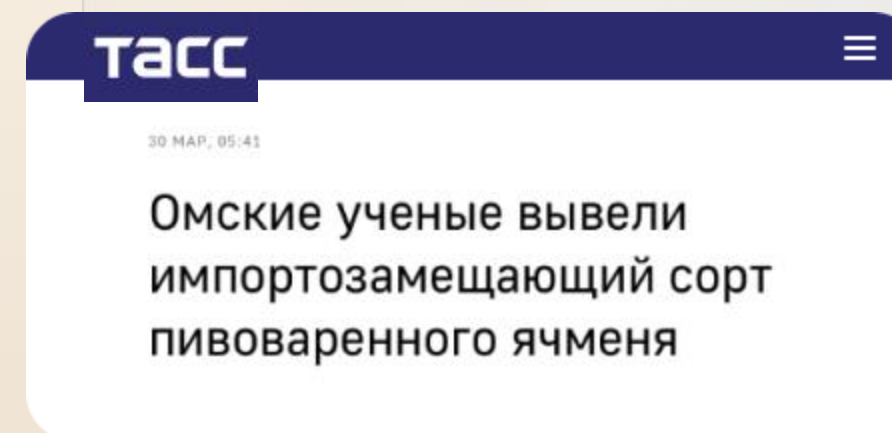 тасс
30 МАР, 05:41
Омские ученые вывели
импортозамещающий сорт
пивоваренного ячменя